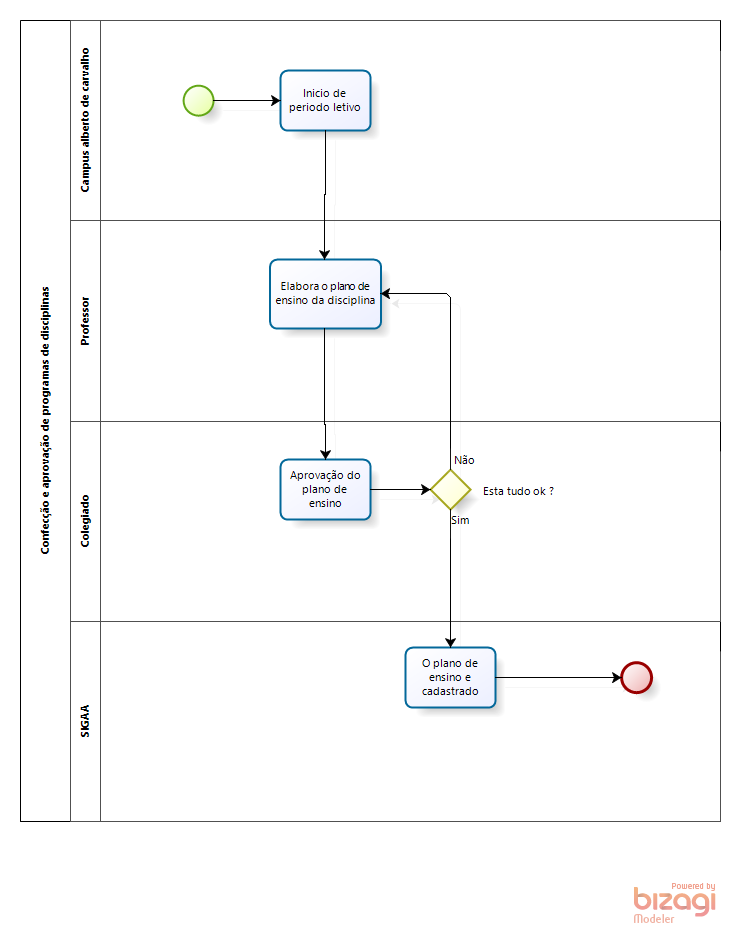 Confecção e aprovação de programas de disciplinas
Campus alberto de carvalho
Inicio de
periodo letivo
Professor
Elabora o plano de
ensino da disciplina
Colegiado
Aprovação do
plano de
ensino
Não
Esta tudo ok ?
Sim
SIGAA
O plano de
ensino e
cadastrado
Powered by
bizagi
Modeler